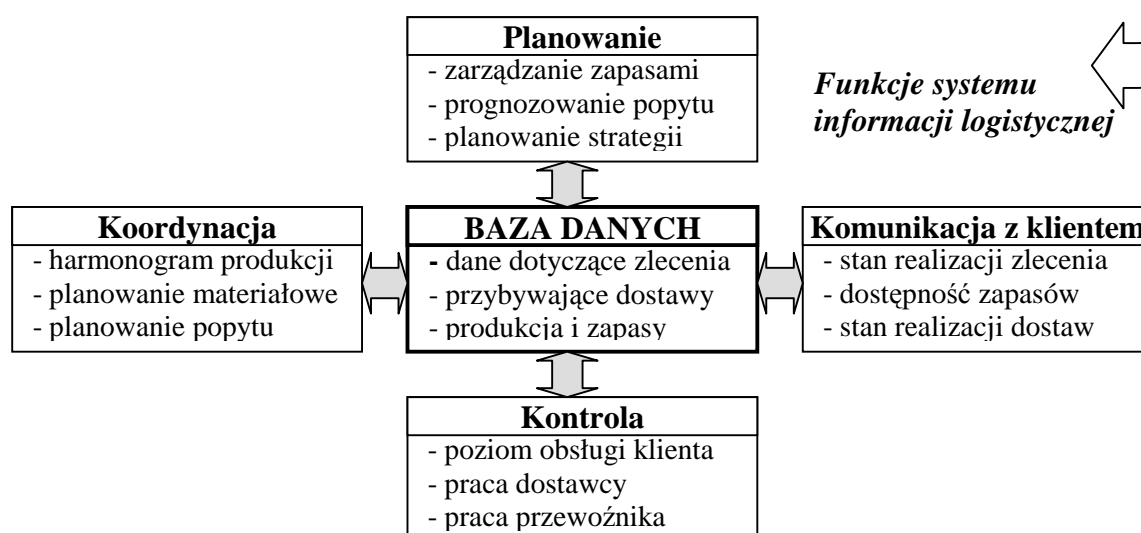 Planowanie
- zarządzanie zapasami
- prognozowanie popytu
- planowanie strategii
Funkcje systemu
informacji logistycznej
Koordynacja
- harmonogram produkcji
- planowanie materiałowe
- planowanie popytu
BAZA DANYCH
- dane dotyczące zlecenia
- przybywające dostawy
- produkcja i zapasy
Komunikacja z klientem
- stan realizacji zlecenia
- dostępność zapasów
- stan realizacji dostaw
Kontrola
- poziom obsługi klienta
- praca dostawcy
- praca przewoźnika